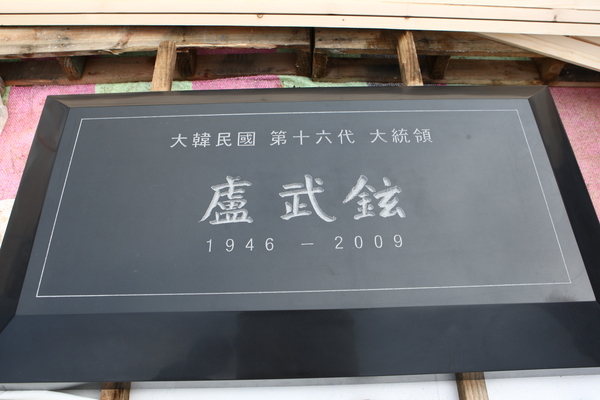 大韓民國 第十六代 大統領
盧武鉉
1946 – 2009